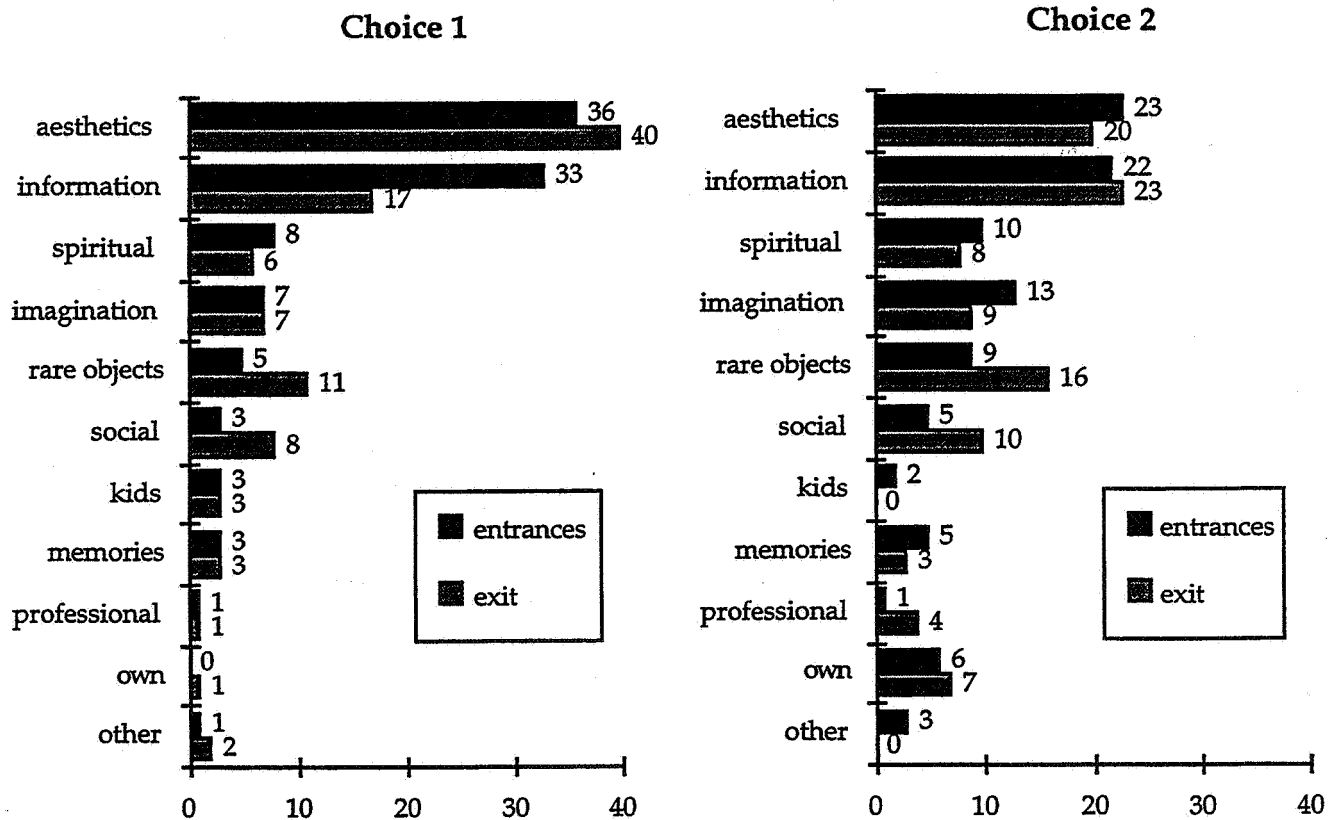 Choice 1
aesthetics 36
40
information 33
17
spiritual 8
6
imagination 7
7
rare objects 5
11
social 3
8
kids 3
3
memories 3
3
professional 1
1
own 0
1
other 1
2
entrances
exit
0 10 20 30 40
Choice 2
aesthetics 23
20
information 22
23
spiritual 10
8
imagination 13
9
rare objects 9
16
social 5
10
kids 2
0
memories 5
3
professional 1
4
own 6
7
other 3
0
entrances
exit
0 10 20 30 40